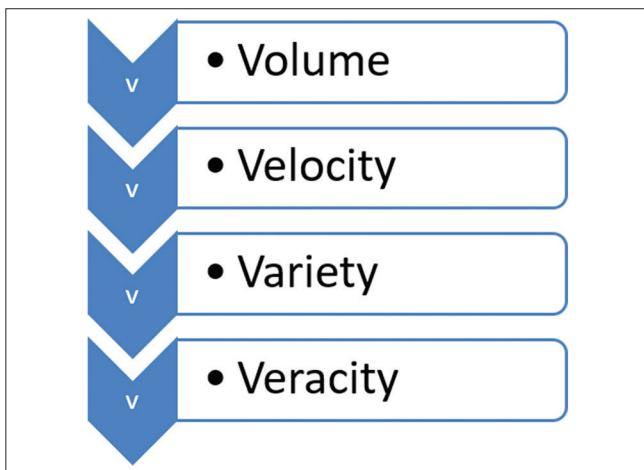 V
• Volume
V
• Velocity
V
• Variety
V
• Veracity